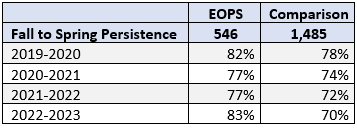 EOPS Comparison
Fall to Spring Persistence 546 1,485
2019-2020 82% 78%
2020-2021 77% 74%
2021-2022 77% 72%
2022-2023 83% 70%